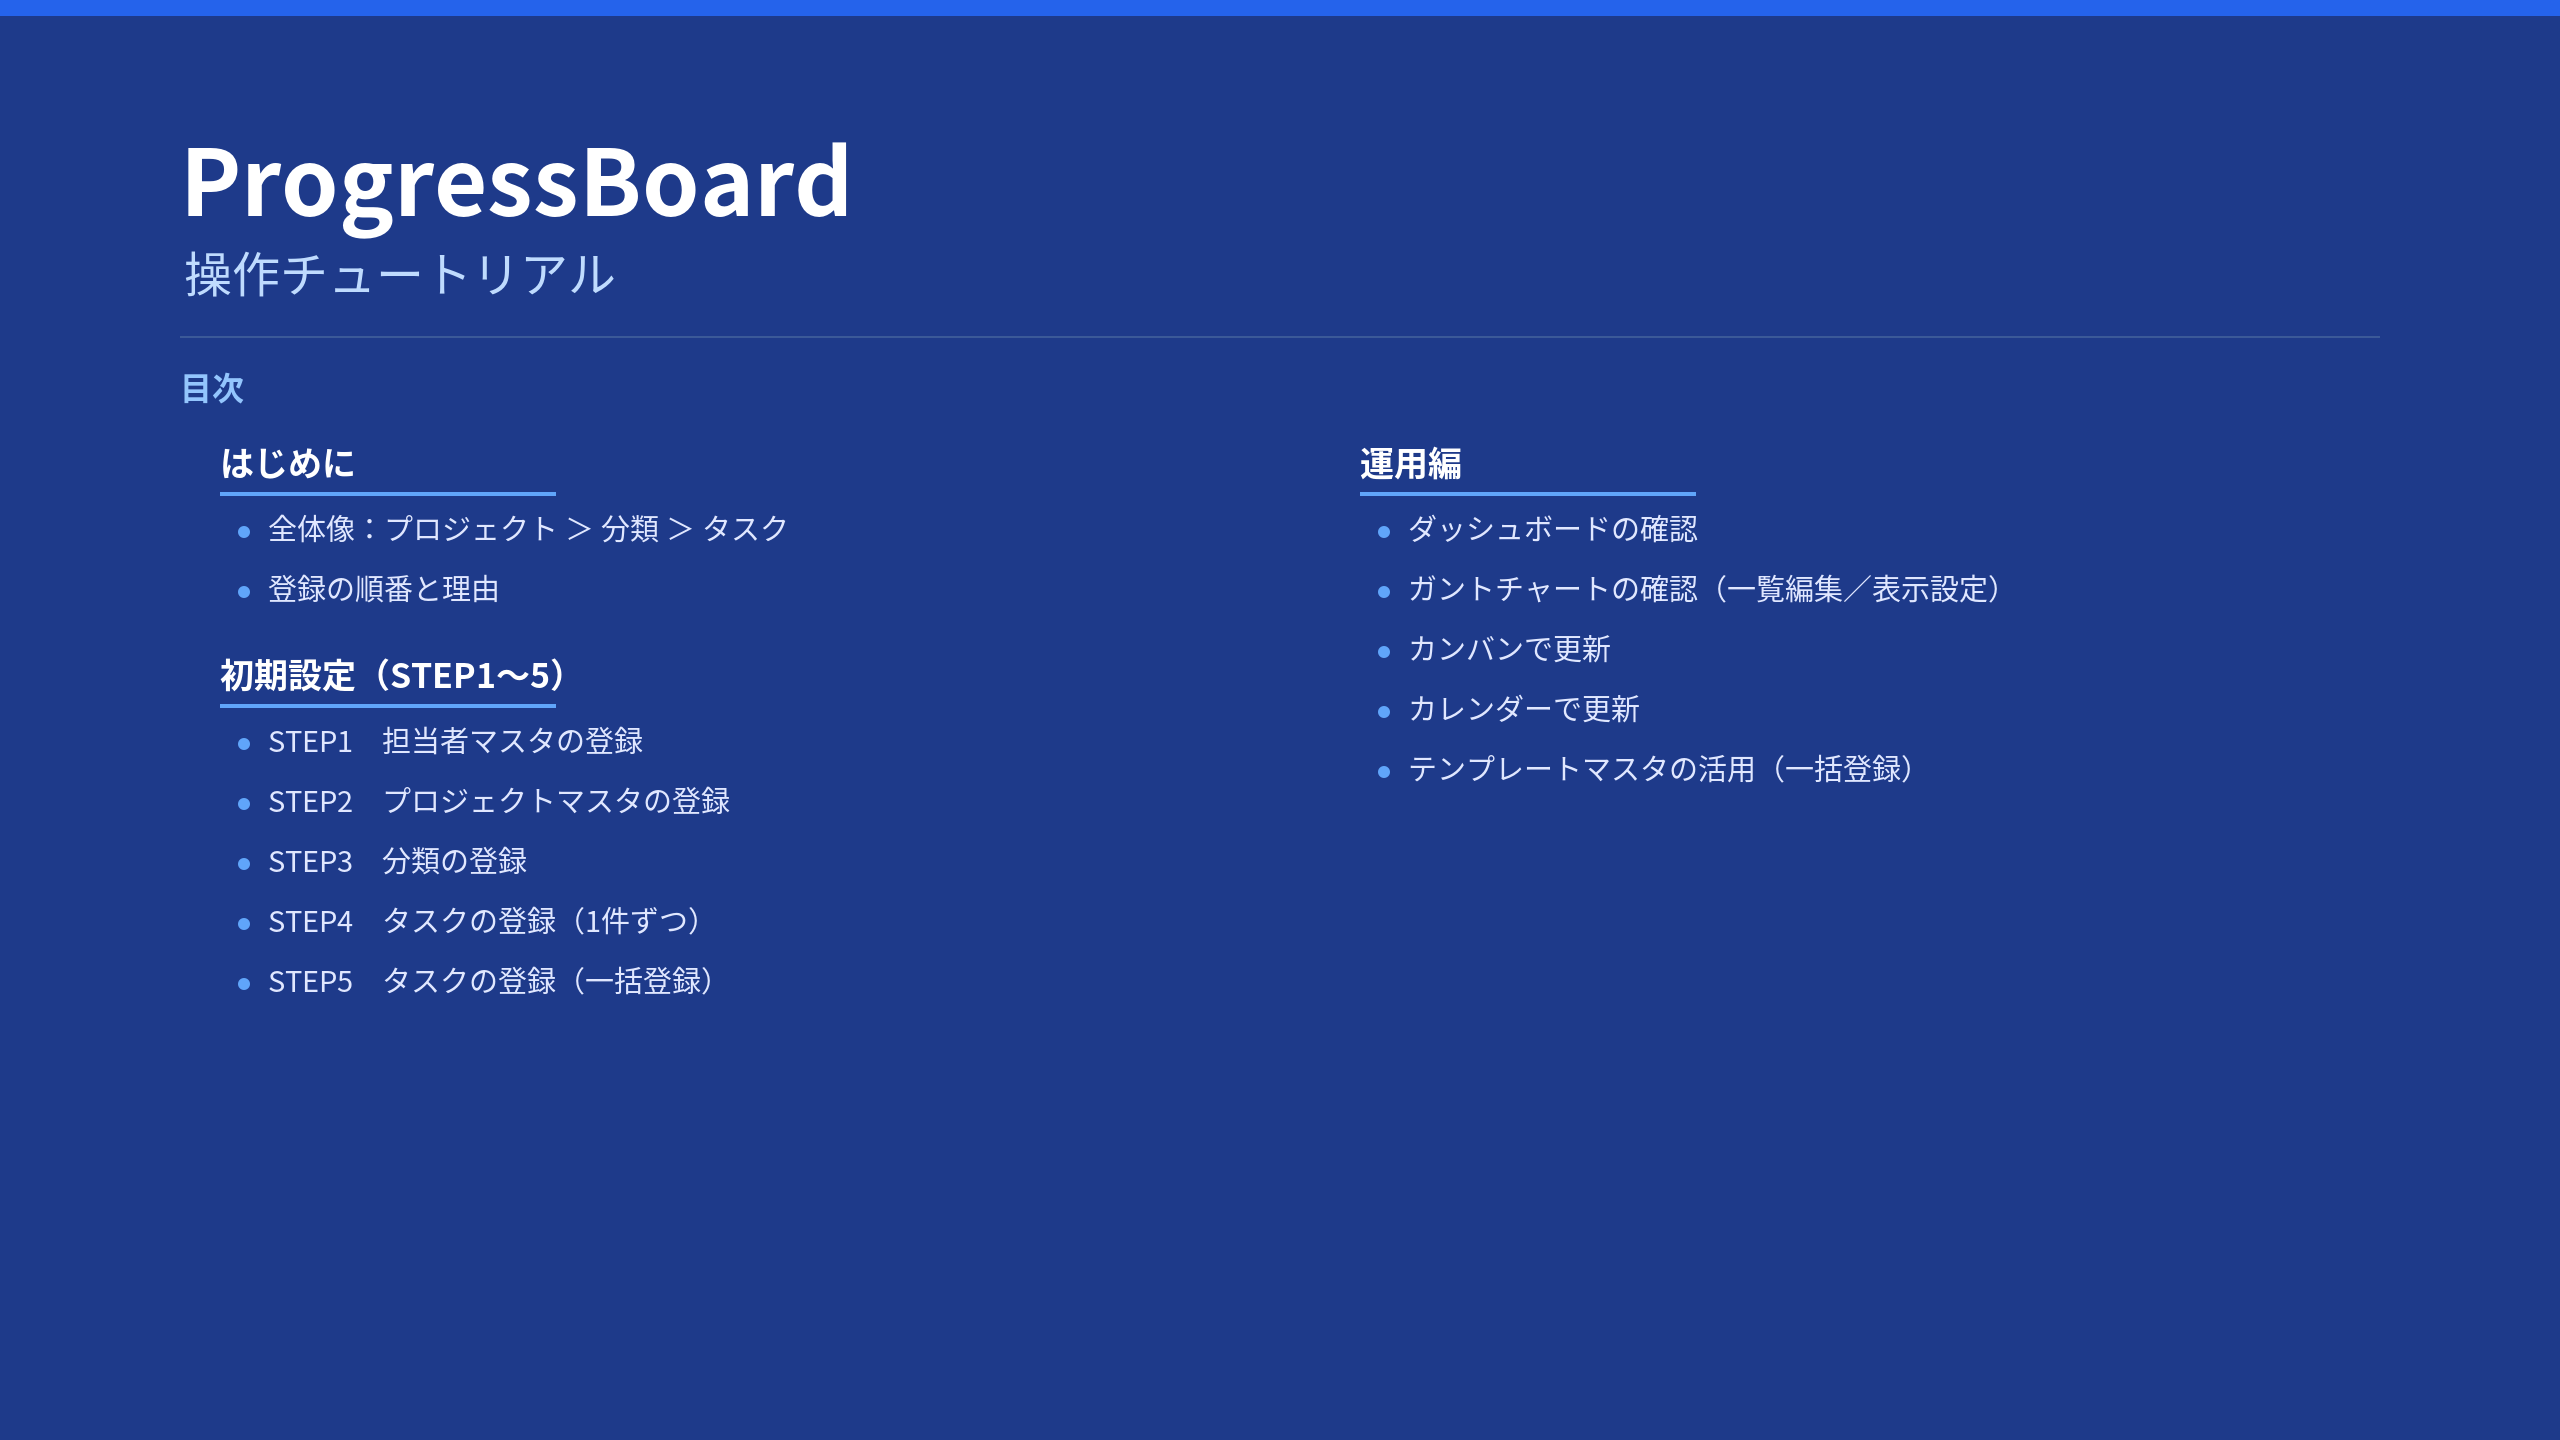 ProgressBoard
操作チュートリアル
目次
はじめに
全体像：プロジェクト ＞ 分類 ＞ タスク
登録の順番と理由
初期設定（STEP1〜5）
STEP1　担当者マスタの登録
STEP2　プロジェクトマスタの登録
STEP3　分類の登録
STEP4　タスクの登録（1件ずつ）
STEP5　タスクの登録（一括登録）
運用編
ダッシュボードの確認
ガントチャートの確認（一覧編集／表示設定）
カンバンで更新
カレンダーで更新
テンプレートマスタの活用（一括登録）